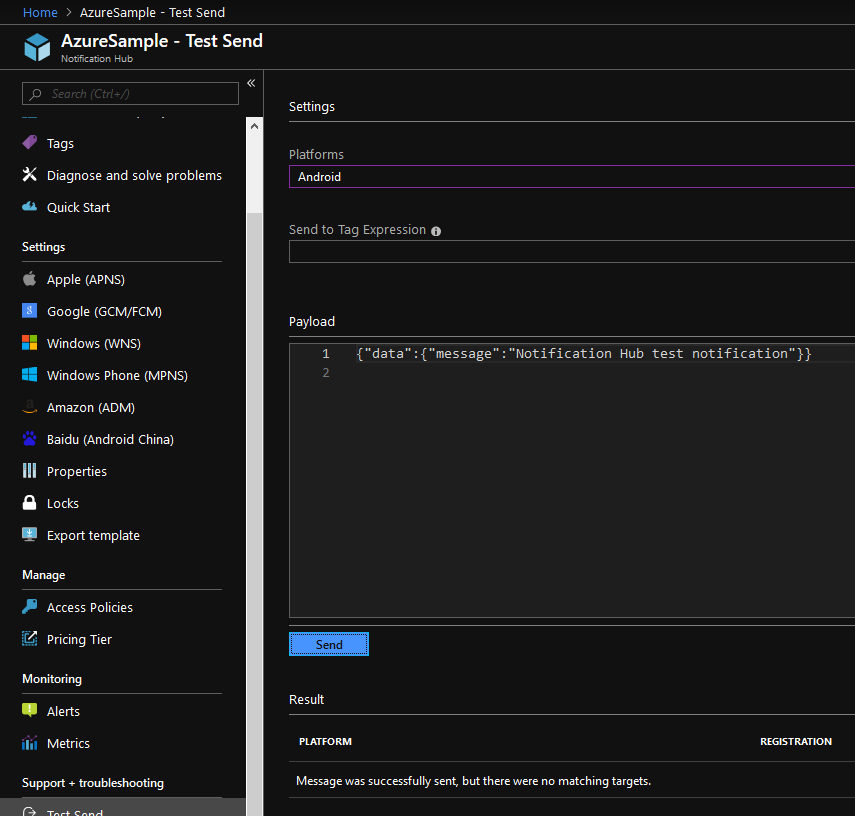 Home > AzureSample - Test Send
AzureSample - Test Send
Notification Hub
Search (Ctrl+/)
«
Tags
Diagnose and solve problems
Quick Start
Settings
Apple (APNS)
Google (GCM/FCM)
Windows (WNS)
Windows Phone (MPNS)
Amazon (ADM)
Baidu (Android China)
Properties
Locks
Export template
Manage
Access Policies
Pricing Tier
Monitoring
Alerts
Metrics
Support + troubleshooting
Test Send
Settings
Platforms
Android
Send to Tag Expression
Payload
1 {"data":{"message":"Notification Hub test notification"}}
2
Send
Result
PLATFORM REGISTRATION
Message was successfully sent, but there were no matching targets.